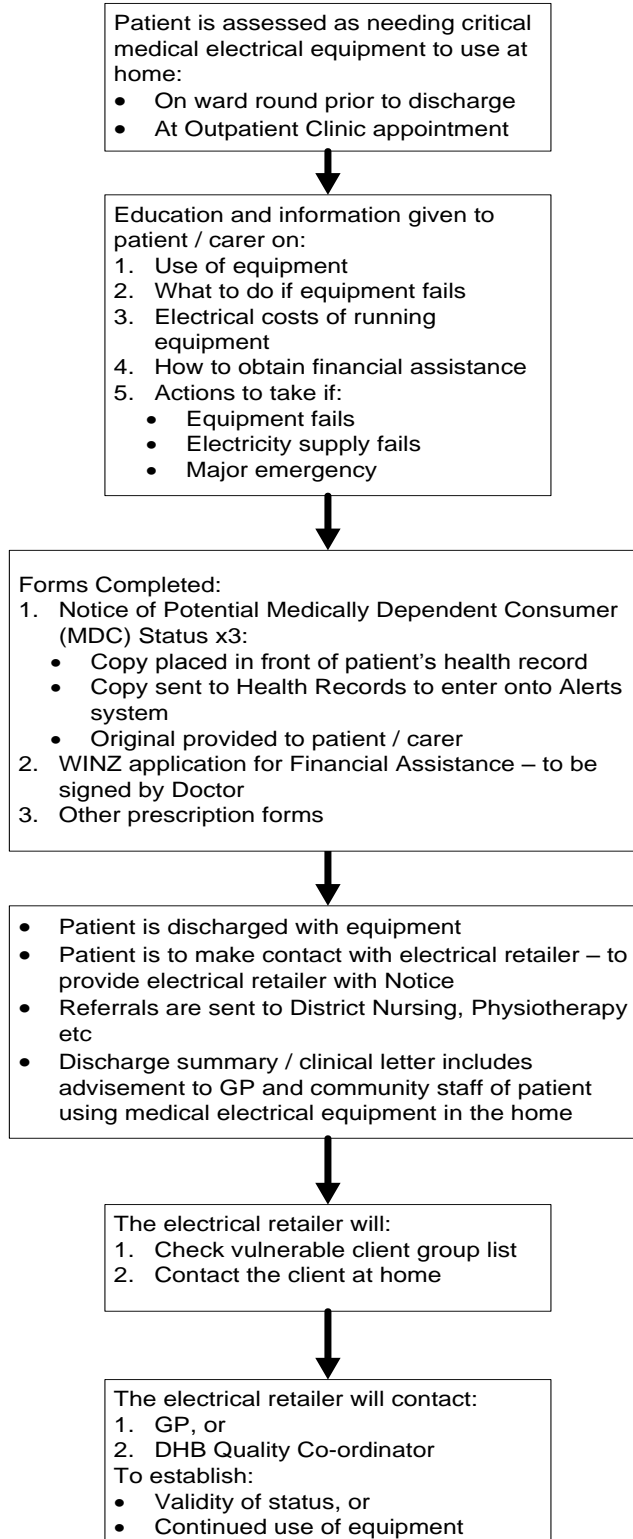 Patient is assessed as needing critical
medical electrical equipment to use at
home:
• On ward round prior to discharge
• At Outpatient Clinic appointment
Education and information given to
patient / carer on:
1. Use of equipment
2. What to do if equipment fails
3. Electrical costs of running
equipment
4. How to obtain financial assistance
5. Actions to take if:
• Equipment fails
• Electricity supply fails
• Major emergency
Forms Completed:
1. Notice of Potential Medically Dependent Consumer
(MDC) Status x3:
• Copy placed in front of patient’s health record
• Copy sent to Health Records to enter onto Alerts
system
• Original provided to patient / carer
2. WINZ application for Financial Assistance – to be
signed by Doctor
3. Other prescription forms
• Patient is discharged with equipment
• Patient is to make contact with electrical retailer – to
provide electrical retailer with Notice
• Referrals are sent to District Nursing, Physiotherapy
etc
• Discharge summary / clinical letter includes
advisement to GP and community staff of patient
using medical electrical equipment in the home
The electrical retailer will:
1. Check vulnerable client group list
2. Contact the client at home
The electrical retailer will contact:
1. GP, or
2. DHB Quality Co-ordinator
To establish:
• Validity of status, or
• Continued use of equipment